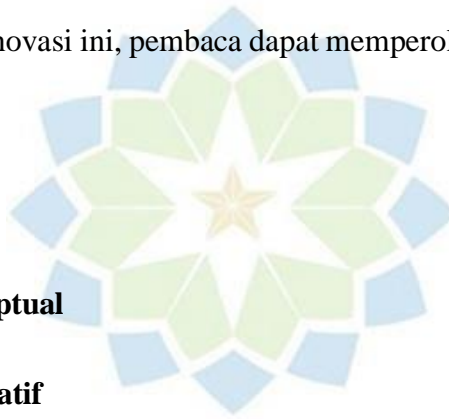 novasi ini, pembaca dapat memperol
ptual
atif